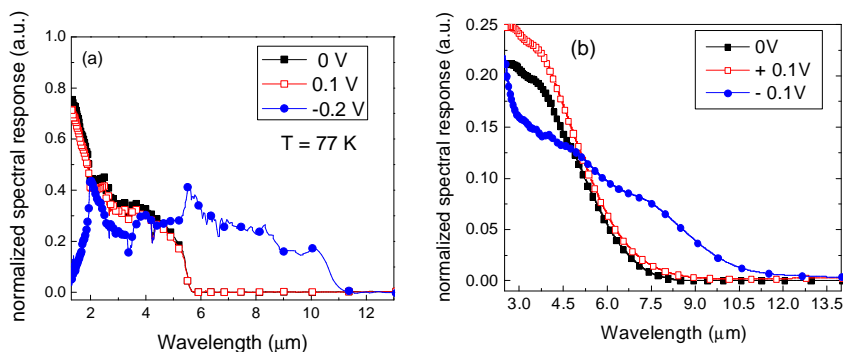 (a)
0 V
0.1 V
-0.2 V
T = 77 K
normalized spectral response (a.u.)
1.0
0.8
0.6
0.4
0.2
0.0
2
4
6
8
10
12
Wavelength (μm)
(b)
0V
+ 0.1V
- 0.1V
normalized spectral response (a.u.)
0.25
0.20
0.15
0.10
0.05
0.00
3.0
4.5
6.0
7.5
9.0
10.5
12.0
13.5
Wavelength (μm)